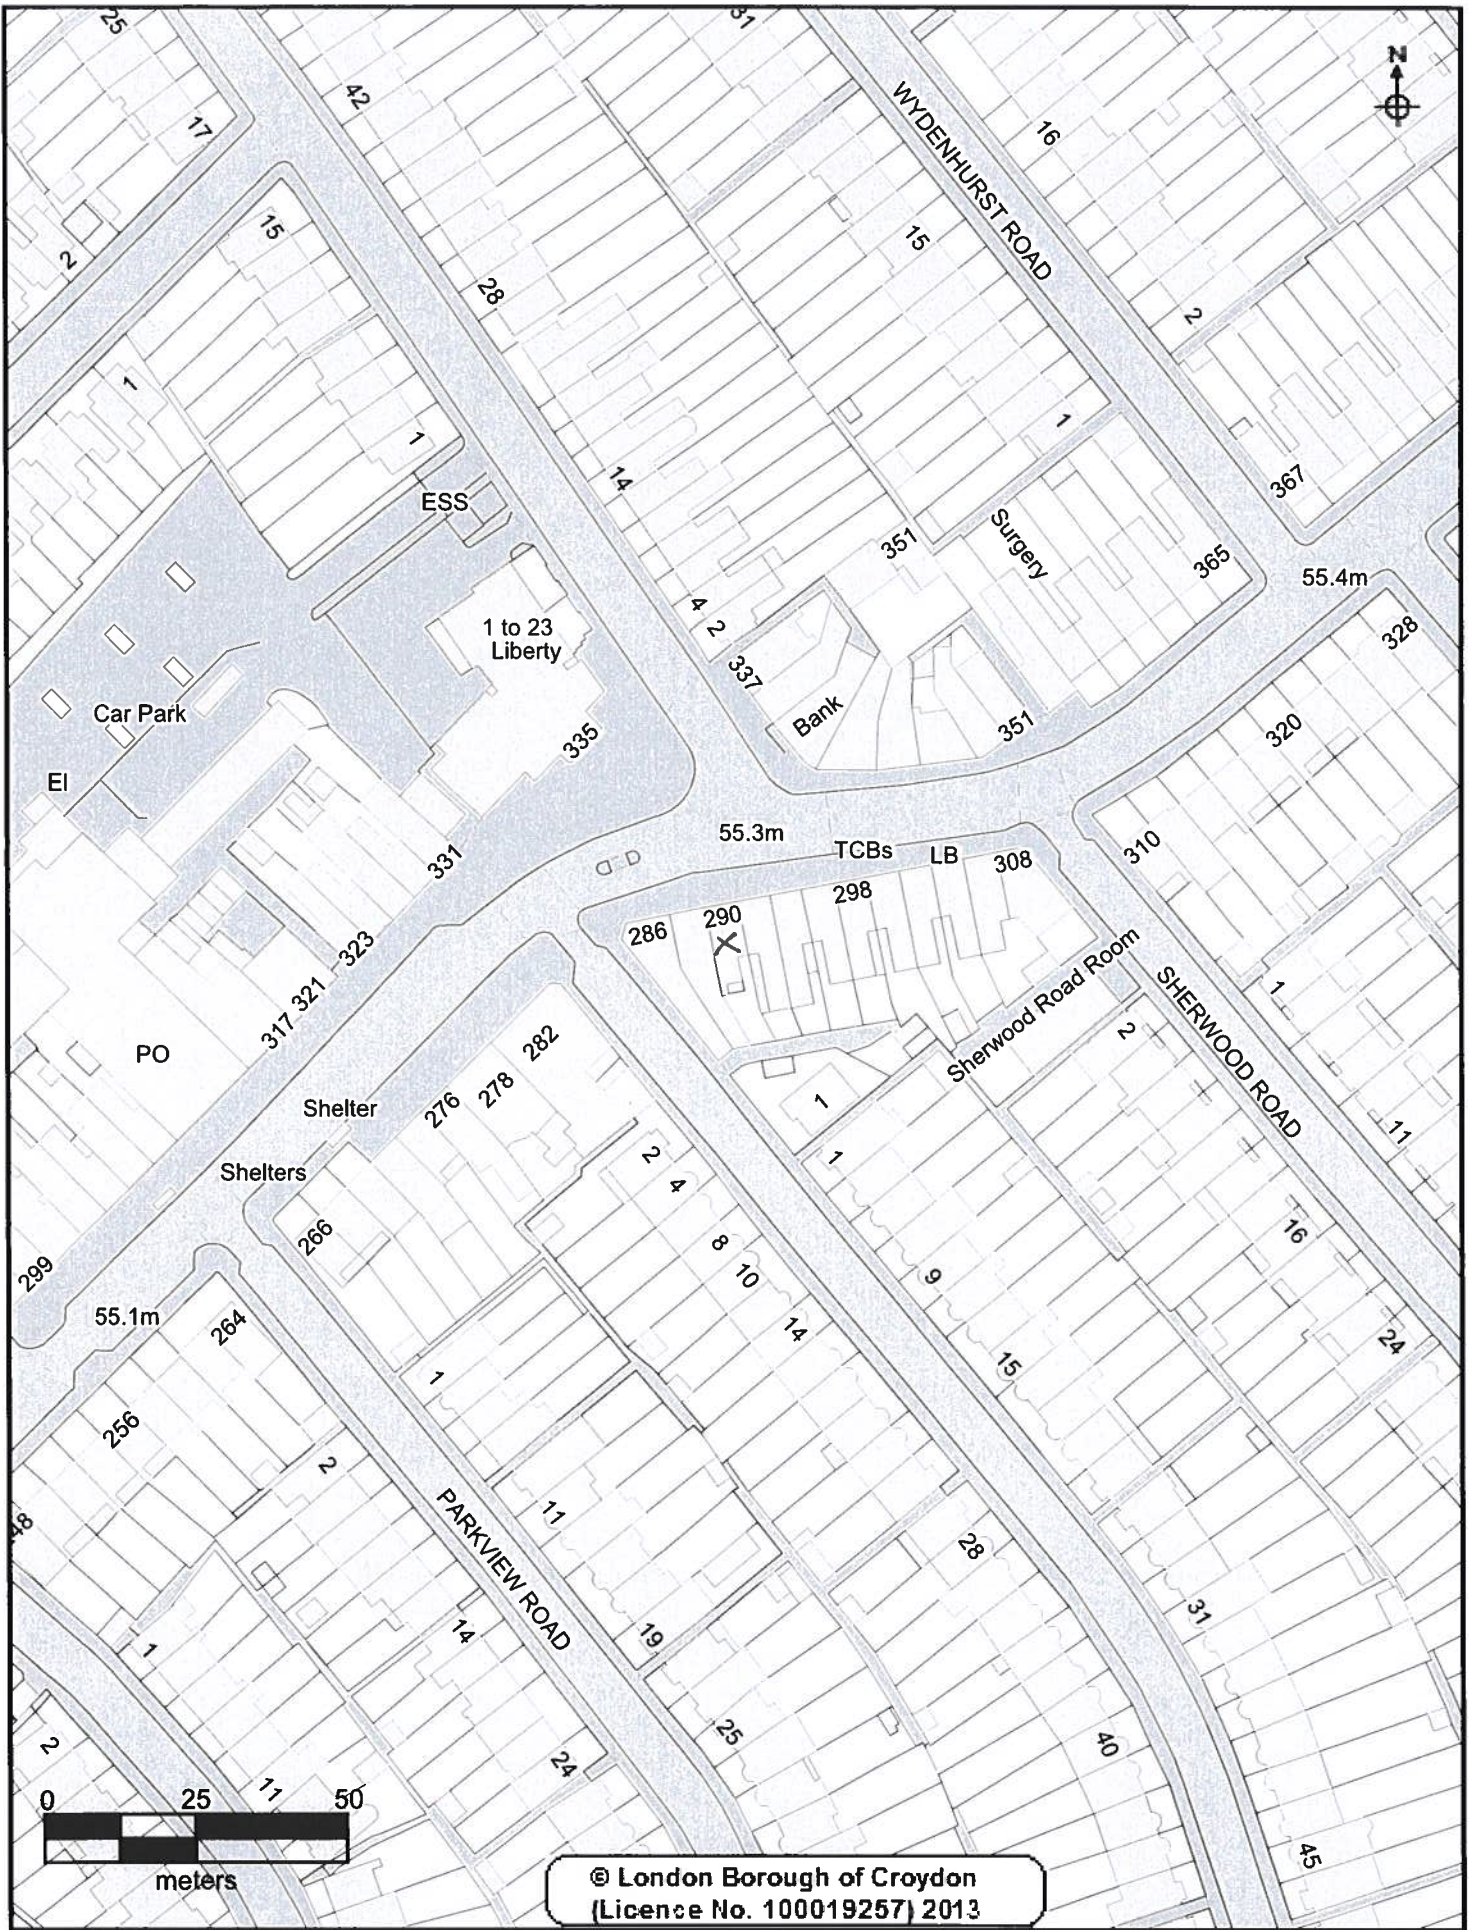 25
31
N
42
17
WYDENHURST ROAD
16
15
15
2
28
2
1
1
1
14
ESS
367
351
Surgery
365
55.4m
4
1 to 23
Liberty
2
328
337
Car Park
Bank
351
335
320
El
55.3m
TCBs
LB
308
310
331
298
290
286
X
323
321
317
Sherwood Road Room
SHERWOOD ROAD
1
PO
282
2
278
276
Shelter
1
11
Shelters
2
1
4
266
8
16
299
10
9
55.1m
264
14
24
1
15
256
2
PARKVIEW ROAD
11
48
28
31
14
19
1
25
40
2
24
11
45
0 25 50
meters
© London Borough of Croydon
(Licence No. 100019257) 2013